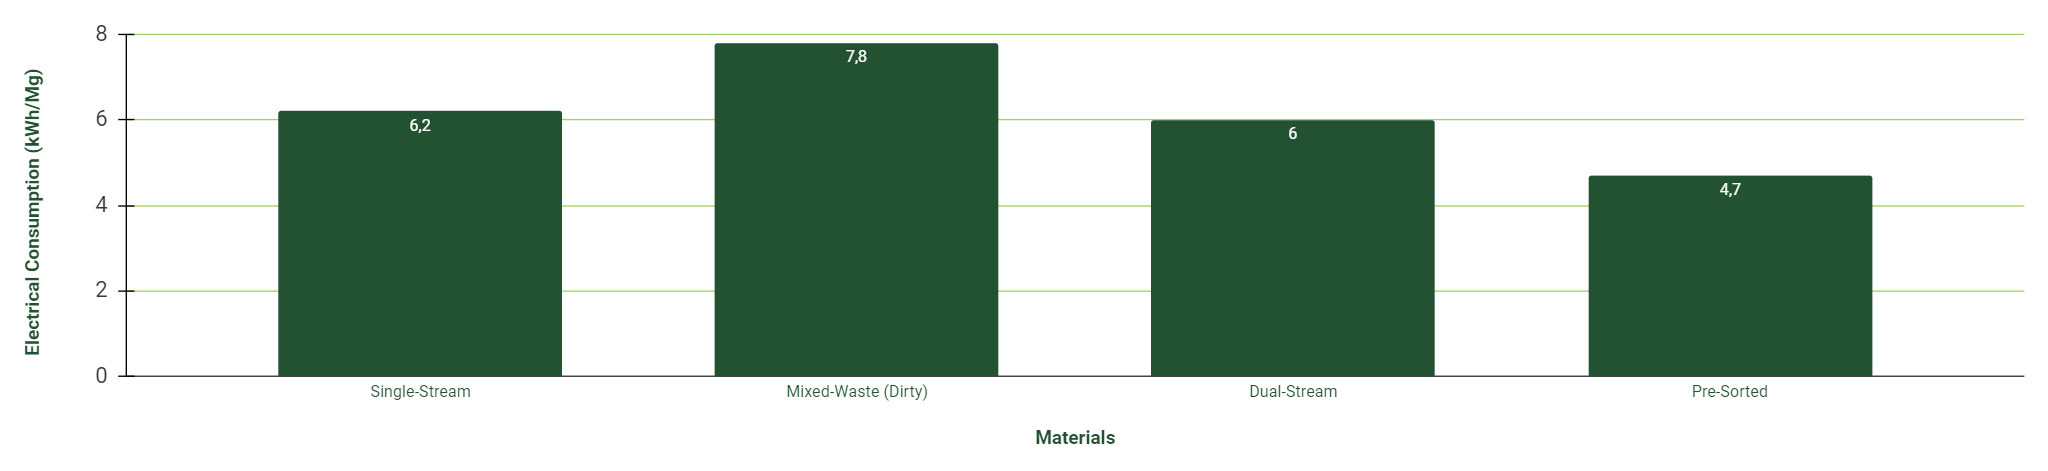 Electrical Consumption (kWh/Mg)
8
6
4
2
0
6,2
7,8
6
4,7
Single-Stream
Mixed-Waste (Dirty)
Dual-Stream
Pre-Sorted
Materials